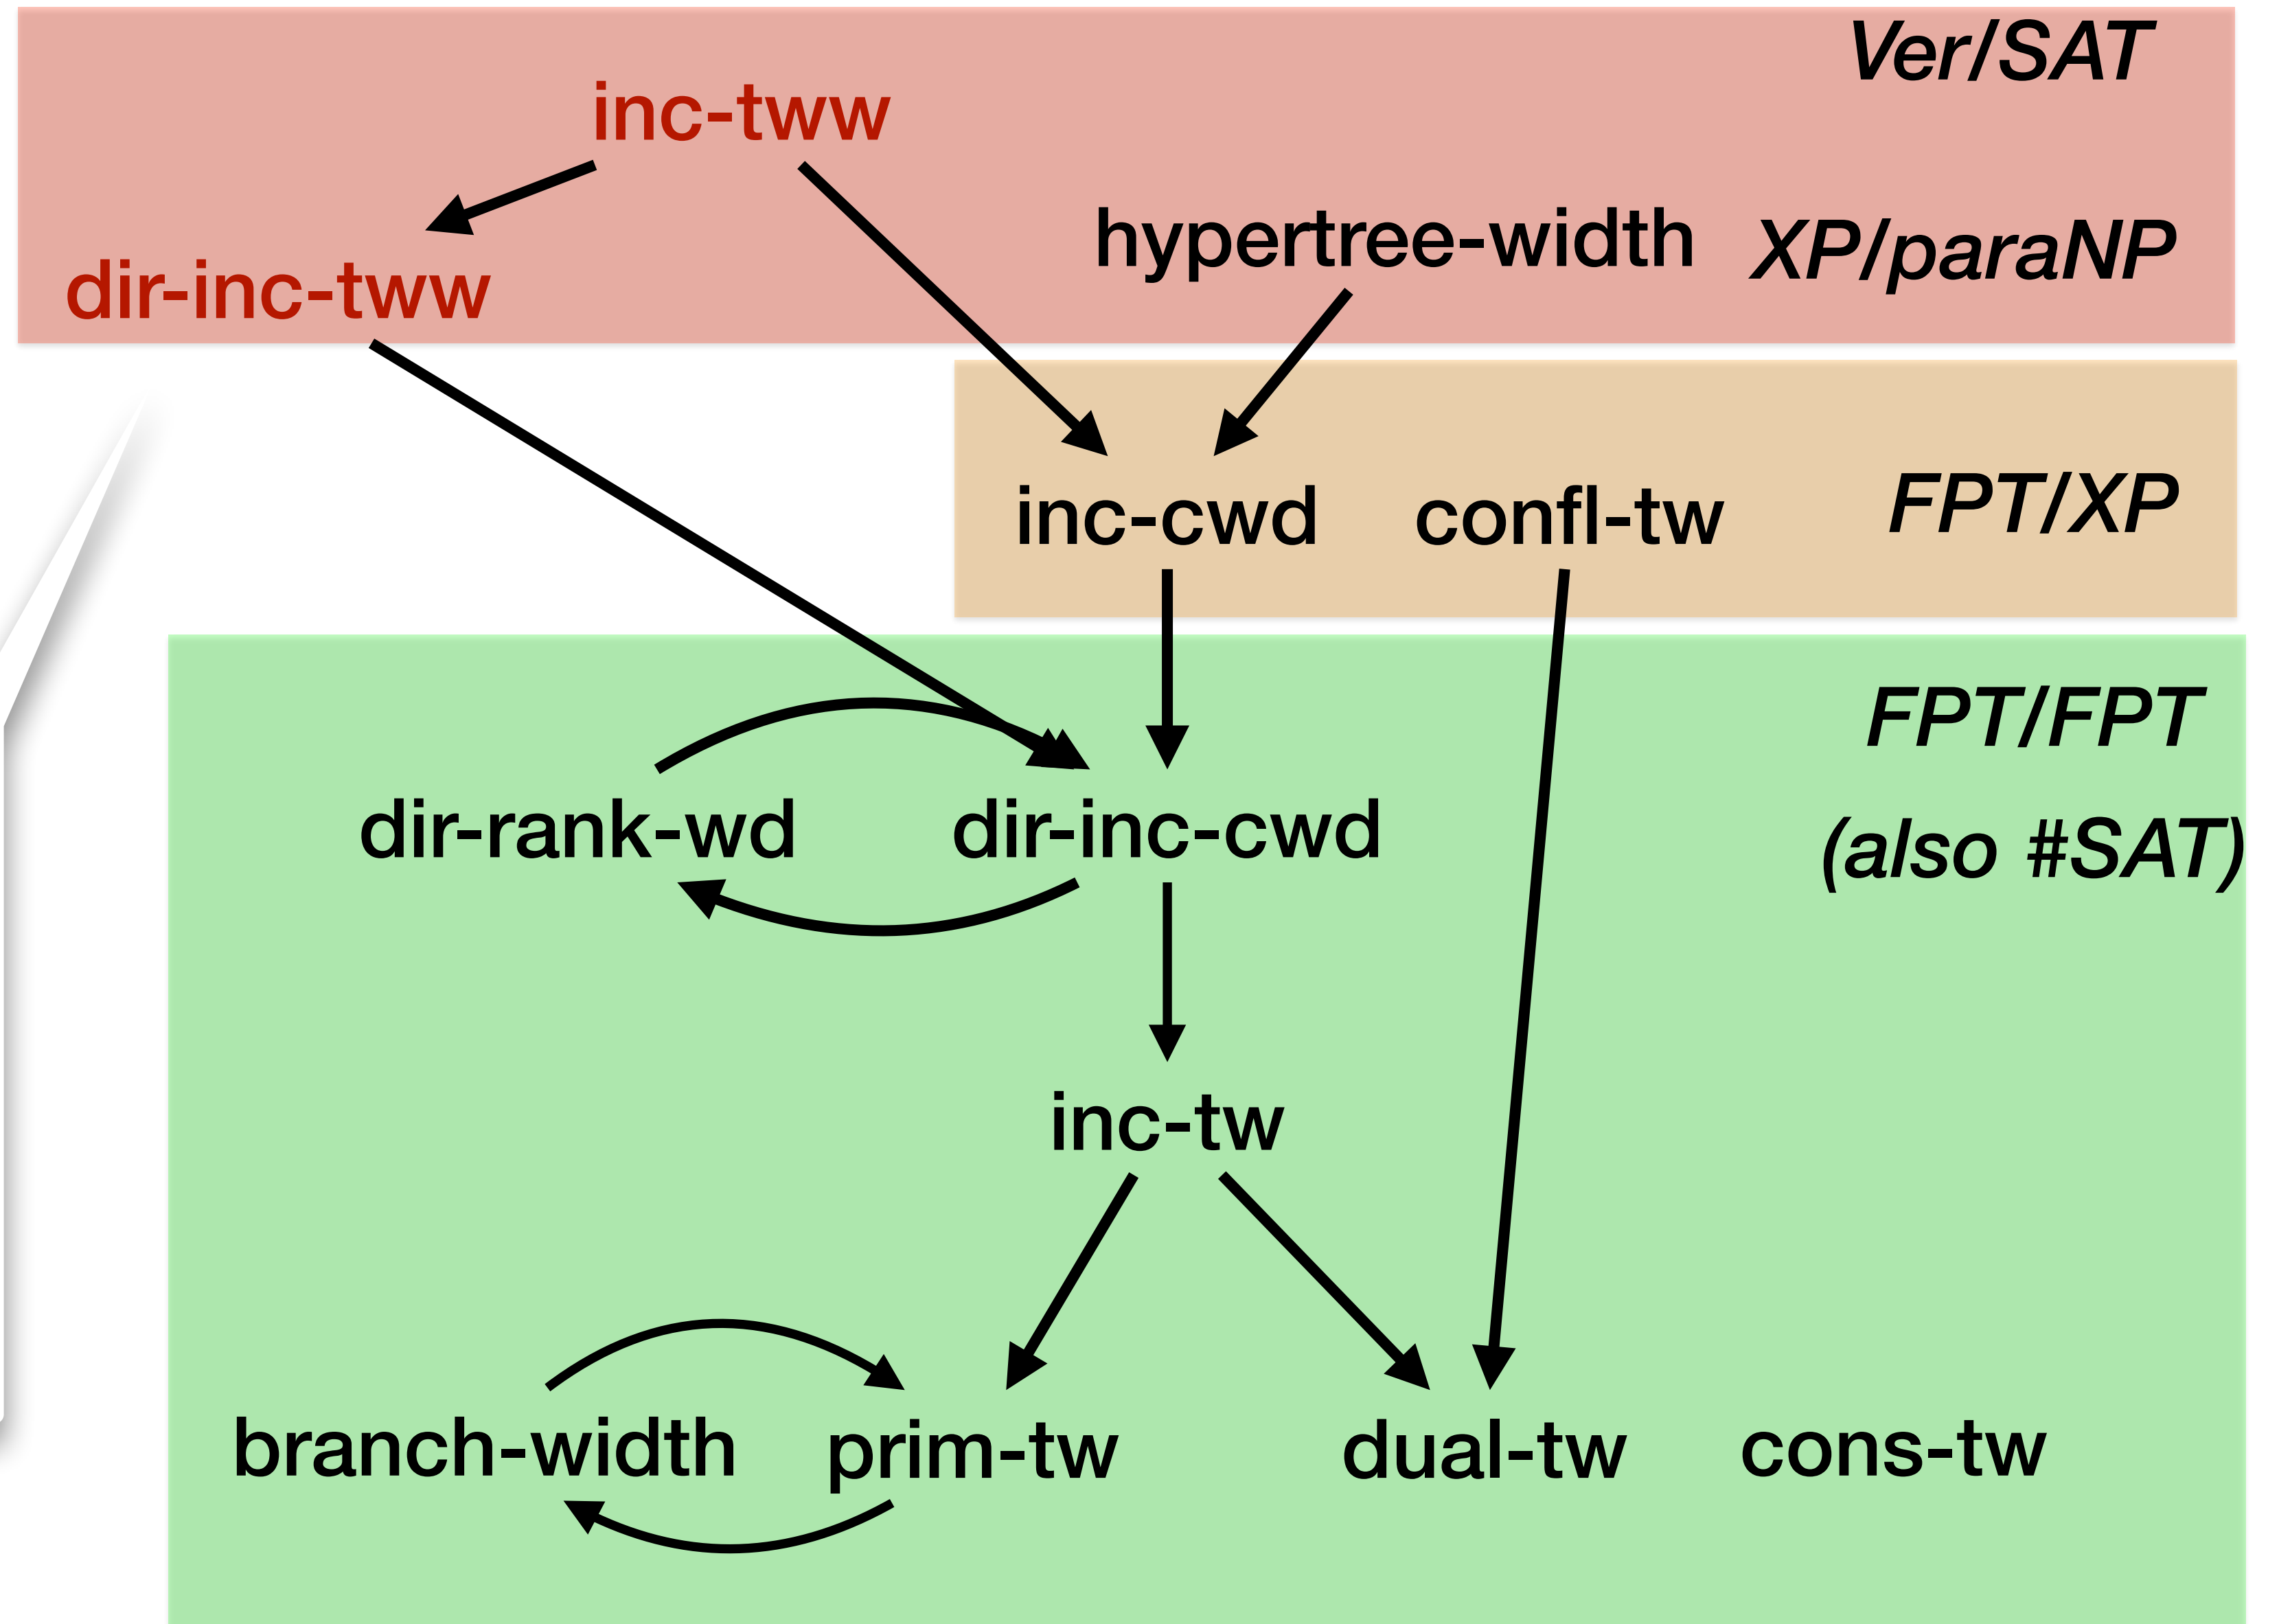 Ver/SAT
inc-tww
hypertree-width XP/paraNP
dir-inc-tww
inc-cwd confl-tw FPT/XP
FPT/FPT
dir-rank-wd dir-inc-cwd (also #SAT)
inc-tw
branch-width prim-tw dual-tw cons-tw